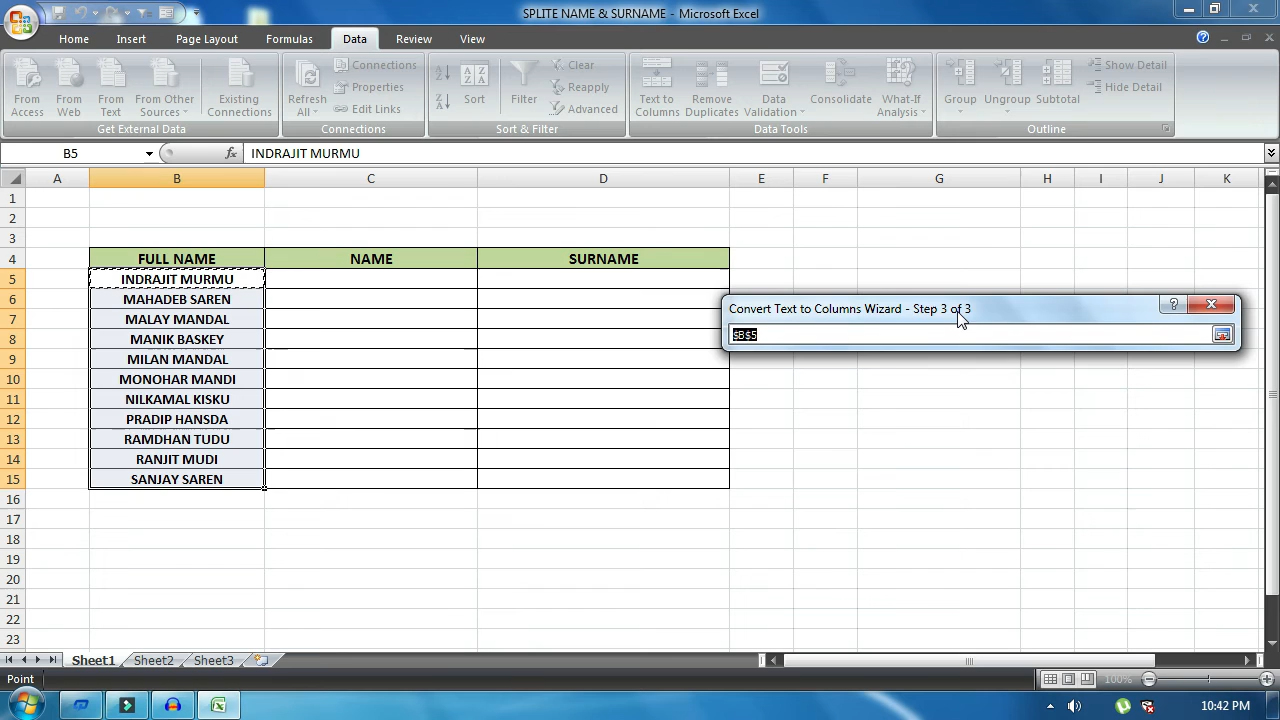 SPLITE NAME & SURNAME - Microsoft Excel
Home Insert Page Layout Formulas Data Review View
From Access
From Web
From Text
From Other Sources
Existing Connections
Get External Data
Refresh All
Connections
Properties
Edit Links
Connections
Sort
Filter
Clear
Reapply
Advanced
Sort & Filter
Text to Columns
Remove Duplicates
Data Validation
Consolidate
What-If Analysis
Data Tools
Group
Ungroup
Subtotal
Show Detail
Hide Detail
Outline
B5 fx INDRAJIT MURMU
A B C D E F G H I J K
1
2
3
4 FULL NAME NAME SURNAME
5 INDRAJIT MURMU
6 MAHADEB SAREN
7 MALAY MANDAL
8 MANIK BASKEY
9 MILAN MANDAL
10 MONOHAR MANDI
11 NILKAMAL KISKU
12 PRADIP HANSDA
13 RAMDHAN TUDU
14 RANJIT MUDI
15 SANJAY SAREN
16
17
18
19
20
21
22
23
Convert Text to Columns Wizard - Step 3 of 3
$B$5
Sheet1 Sheet2 Sheet3
Point 100%
10:42 PM